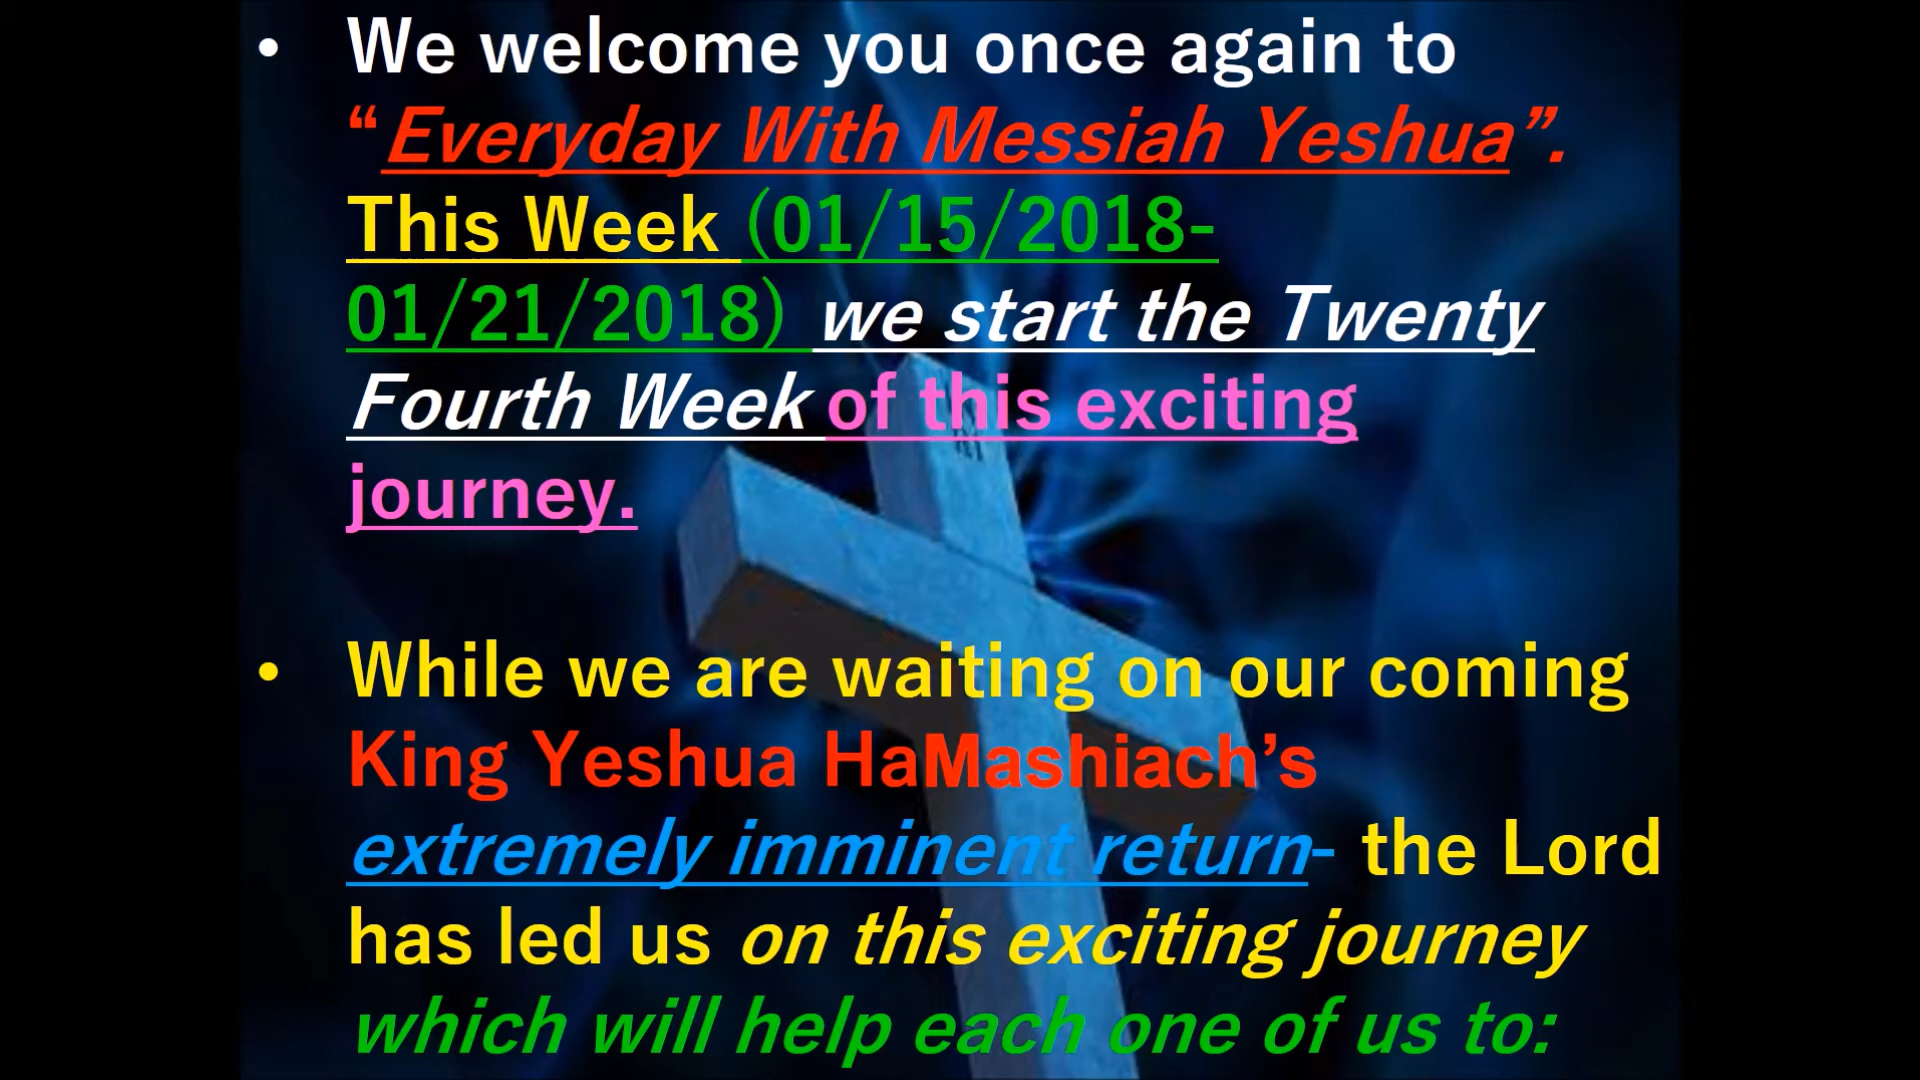 • We welcome you once again to
“Everyday With Messiah Yeshua”.
This Week (01/15/2018-
01/21/2018) we start the Twenty
Fourth Week of this exciting
journey.
• While we are waiting on our coming
King Yeshua HaMashiach’s
extremely imminent return- the Lord
has led us on this exciting journey
which will help each one of us to: